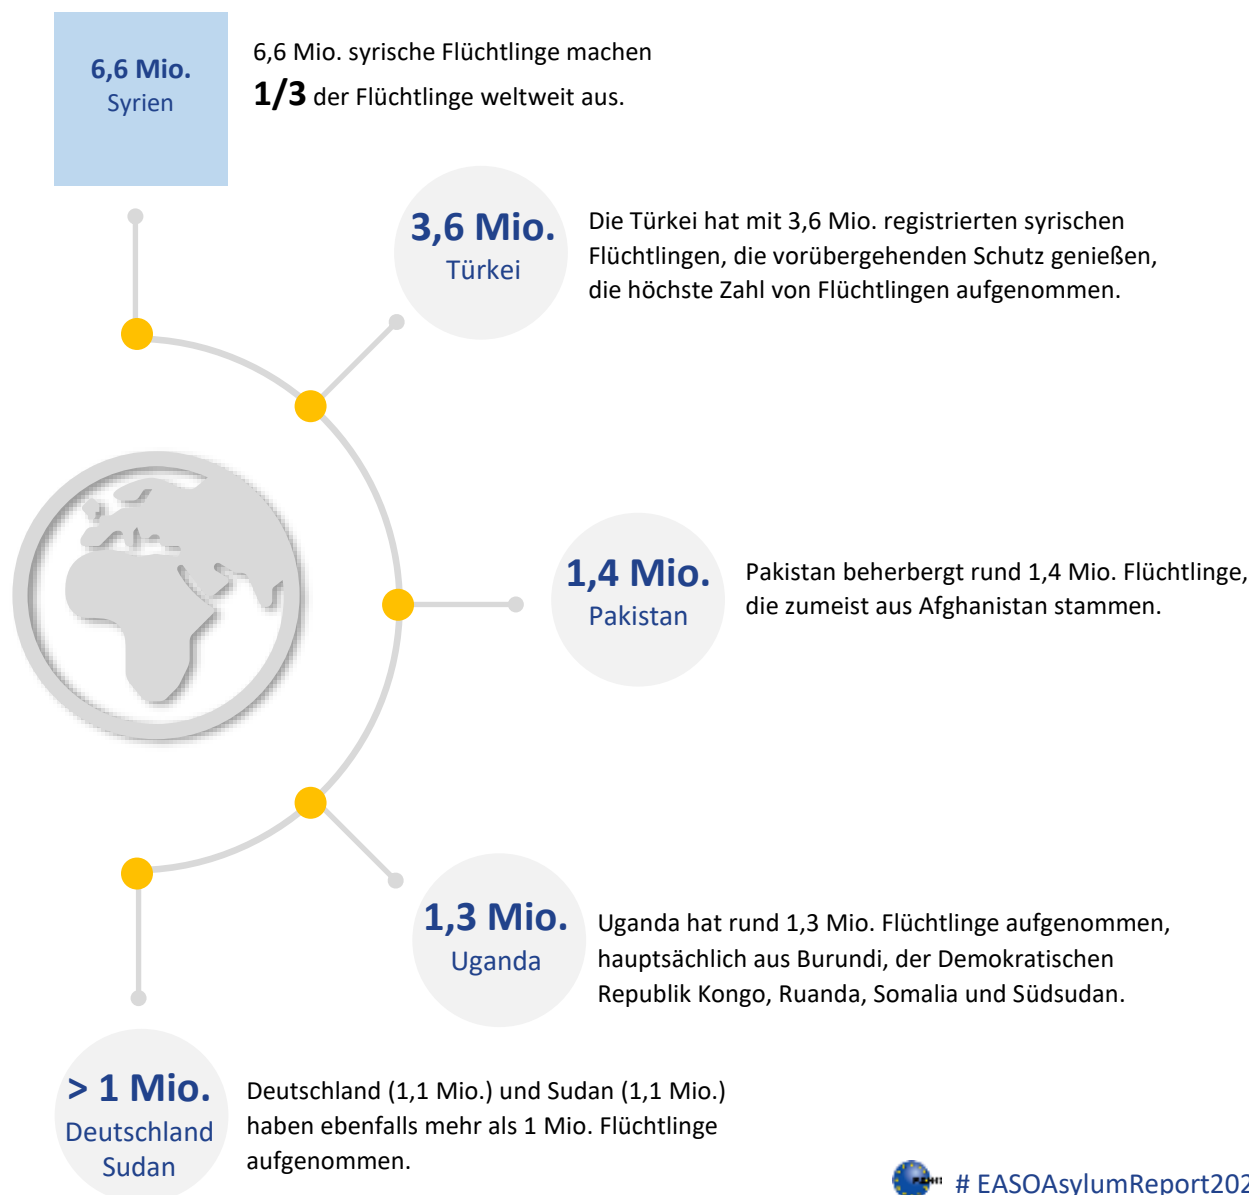 6,6 Mio.
Syrien
6,6 Mio. syrische Flüchtlinge machen
1/3 der Flüchtlinge weltweit aus.
3,6 Mio.
Türkei
Die Türkei hat mit 3,6 Mio. registrierten syrischen
Flüchtlingen, die vorübergehenden Schutz genießen,
die höchste Zahl von Flüchtlingen aufgenommen.
1,4 Mio.
Pakistan
Pakistan beherbergt rund 1,4 Mio. Flüchtlinge,
die zumeist aus Afghanistan stammen.
1,3 Mio.
Uganda
Uganda hat rund 1,3 Mio. Flüchtlinge aufgenommen,
hauptsächlich aus Burundi, der Demokratischen
Republik Kongo, Ruanda, Somalia und Südsudan.
> 1 Mio.
Deutschland
Sudan
Deutschland (1,1 Mio.) und Sudan (1,1 Mio.)
haben ebenfalls mehr als 1 Mio. Flüchtlinge
aufgenommen.
# EASOAsylumReport202